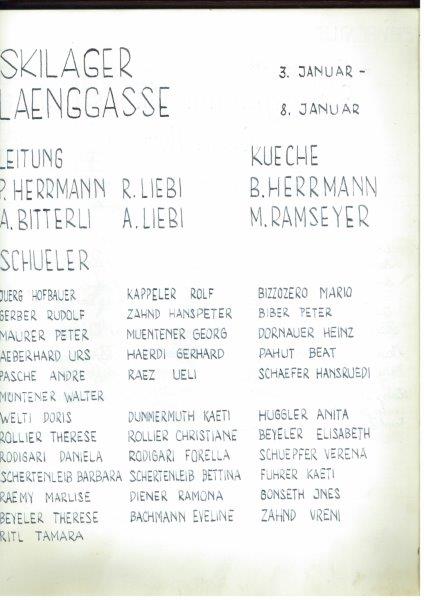 SKILAGER
LAENGGASSE
3. JANUAR –
8. JANUAR
LEITUNG KUECHE
P. HERRMANN R. LIEBI B. HERRMANN
A. BITTERLI A. LIEBI M. RAMSEYER
SCHUELER
JUERG HOFBAUER KAPPELER ROLF BIZZOZERO MARIO
GERBER RUDOLF ZAHND HANSPETER BIBER PETER
MAURER PETER MUENTENER GEORG DORNAUER HEINZ
AEBERHARD URS HAERDI GERHARD PAHUT BEAT
PASCHE ANDRE RAEZ UELI SCHAEFER HANSRUEDI
MÜNTENER WALTER
WELTI DORIS DUMMERMUTH KAETI HUGGLER ANITA
ROLLIER THERESE ROLLIER CHRISTIANE BEYELER ELISABETH
RODIGARI DANIELA RODIGARI FORELLA SCHUEPFER VERENA
SCHERTENLEIB BARBARA SCHERTENLEIB BETTINA FUHRER KAETI
RAEMY MARLISE DIENER RAMONA BONSETH JNES
BEYELER THERESE BACHMANN EVELINE ZAHND VRENI
RITL TAMARA